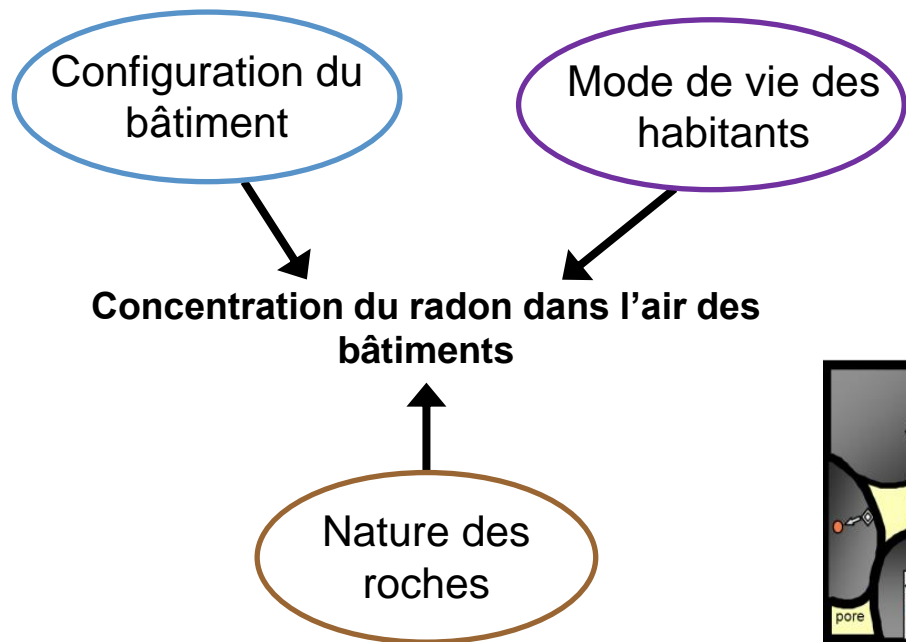 Configuration du
bâtiment
Mode de vie des
habitants
Concentration du radon dans l’air des
bâtiments
Nature des
roches
pore